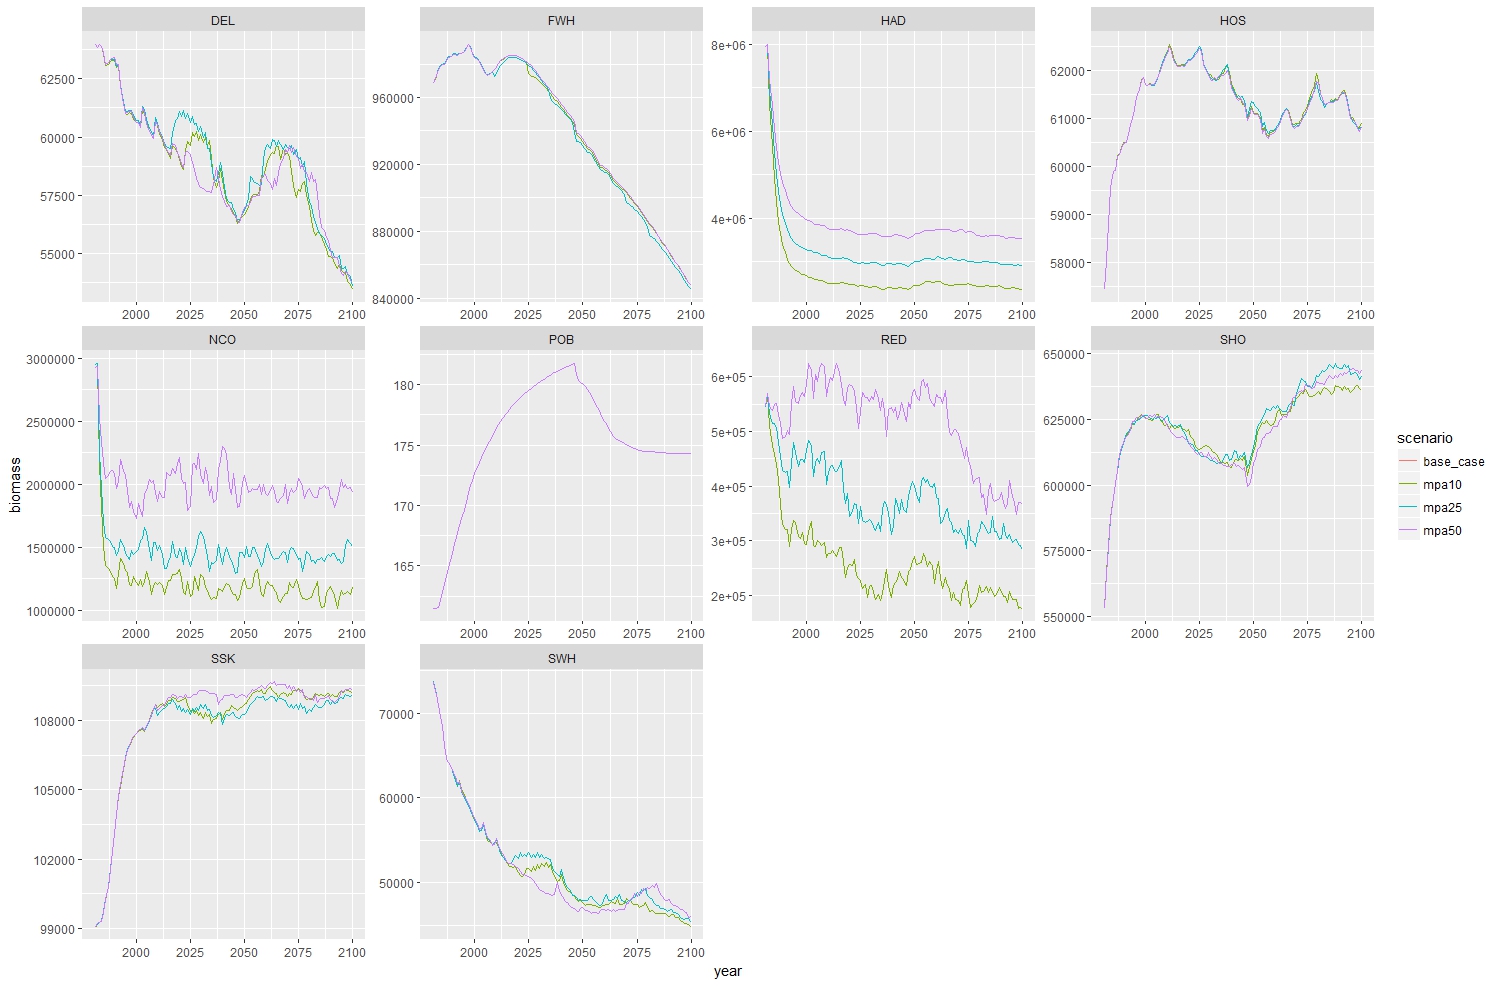 DEL FWH HAD HOS
62500 60000 57500 55000
960000 920000 880000 840000
8e+06 6e+06 4e+06
62000 61000 60000 59000 58000
2000 2025 2050 2075 2100 2000 2025 2050 2075 2100 2000 2025 2050 2075 2100 2000 2025 2050 2075 2100
NCO POB RED SHO
3000000 2500000 2000000 1500000 1000000
180 175 170 165
6e+05 5e+05 4e+05 3e+05 2e+05
650000 625000 600000 575000 550000
2000 2025 2050 2075 2100 2000 2025 2050 2075 2100 2000 2025 2050 2075 2100 2000 2025 2050 2075 2100
SSK SWH
108000 105000 102000 99000
70000 60000 50000
2000 2025 2050 2075 2100 2000 2025 2050 2075 2100
biomass
year
scenario
base_case
mpa10
mpa25
mpa50